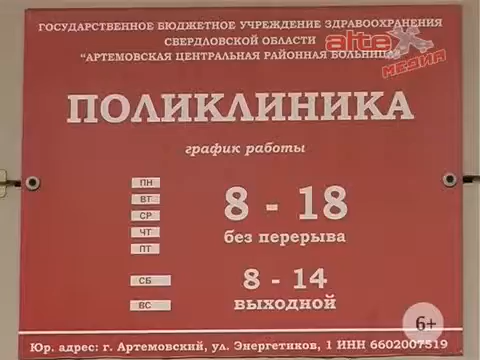 ГОСУДАРСТВЕННОЕ БЮДЖЕТНОЕ УЧРЕЖДЕНИЕ ЗДРАВООХРАНЕНИЯ
СВЕРДЛОВСКОЙ ОБЛАСТИ
"АРТЕМОВСКАЯ ЦЕНТРАЛЬНАЯ РАЙОННАЯ БОЛЬНИЦА"
alteX
МЕДИА
ПОЛИКЛИНИКА
график работы
ПН
ВТ
СР
ЧТ
ПТ
8 - 18
без перерыва
СБ 8 - 14
ВС ВЫХОДНОЙ
6+
Юр. адрес: г. Артемовский, ул. Энергетиков, 1 ИНН 6602007519